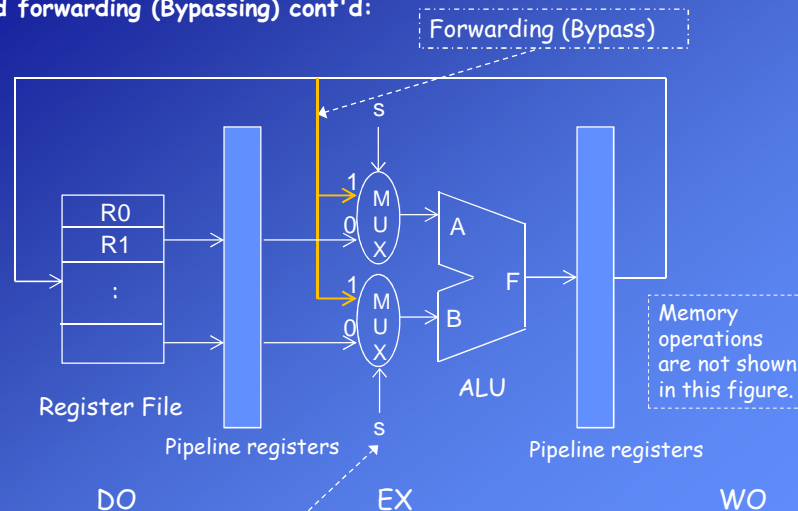 forwarding (Bypassing) cont'd:
Forwarding (Bypass)
s
1
M
U
X
0
R0
R1
:
A
F
1
M
U
X
0
B
Memory
operations
are not shown
in this figure.
ALU
Register File
s
Pipeline registers
Pipeline registers
DO
EX
WO